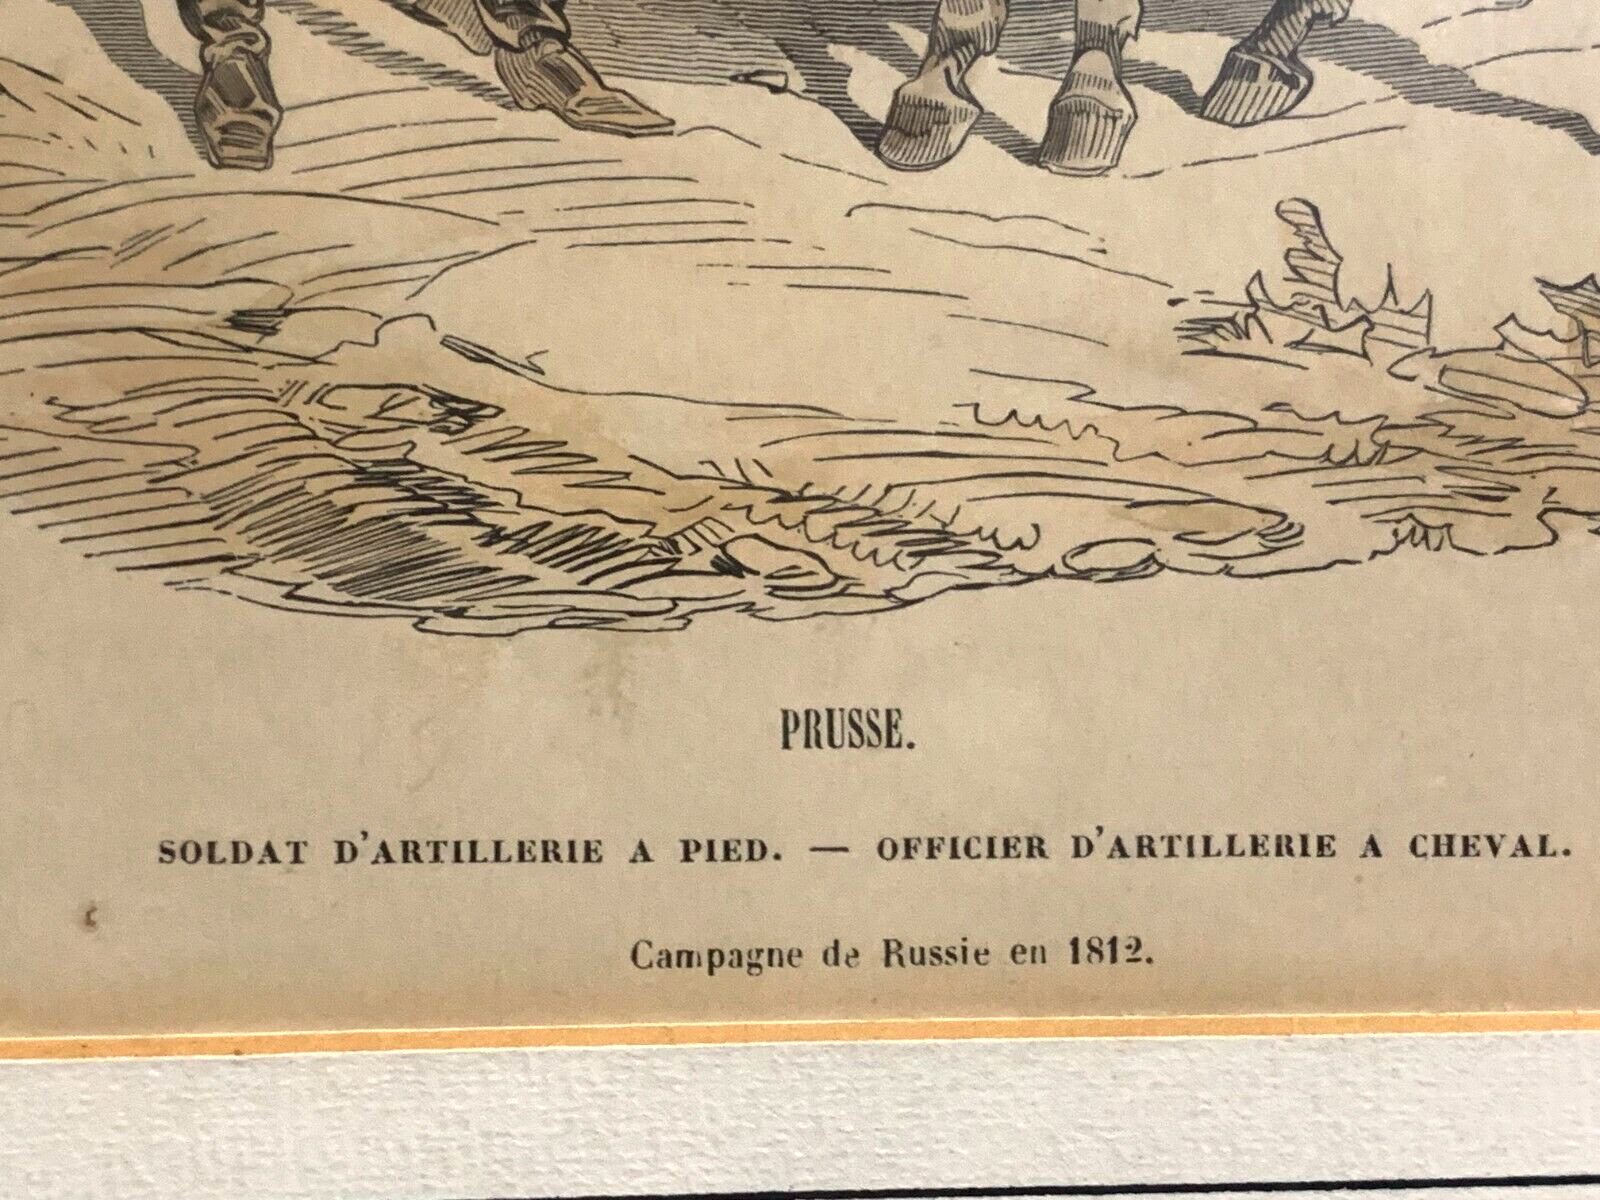 PRUSSE.
SOLDAT D'ARTILLERIE A PIED. — OFFICIER D'ARTILLERIE A CHEVAL.
Campagne de Russie en 1812.